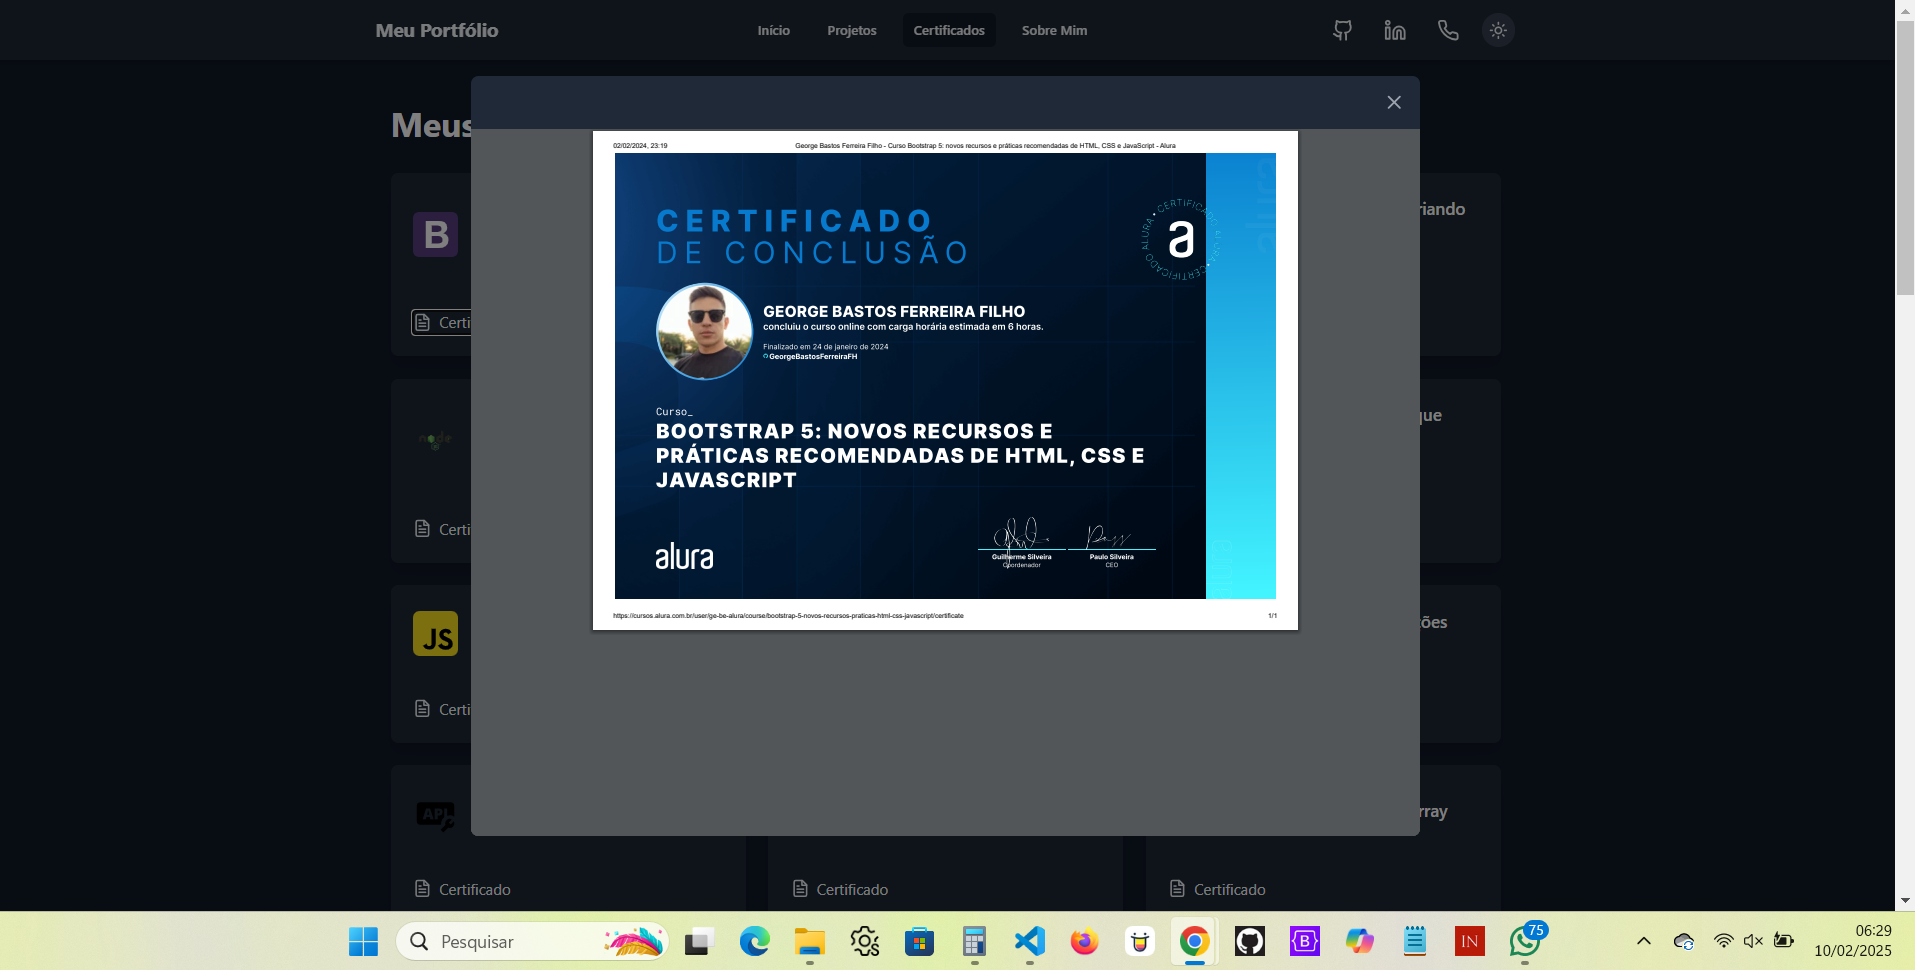 Meu Portfólio
Início
Projetos
Certificados
Sobre Mim
Meus
B
Certi
riando
02/02/2024, 23:19
George Bastos Ferreira Filho - Curso Bootstrap 5: novos recursos e práticas recomendadas de HTML, CSS e JavaScript - Alura
CERTIFICADO
DE CONCLUSÃO
CERTIFICADO ALURA • CERTIFICADO ALURA •
a
GEORGE BASTOS FERREIRA FILHO
concluiu o curso online com carga horária estimada em 6 horas.
Finalizado em 24 de janeiro de 2024
GeorgeBastosFerreiraFH
Curso_
BOOTSTRAP 5: NOVOS RECURSOS E
PRÁTICAS RECOMENDADAS DE HTML, CSS E
JAVASCRIPT
alura
Guilherme Silveira
Coordenador
Paulo Silveira
CEO
https://cursos.alura.com.br/user/ge-be-alura/course/bootstrap-5-novos-recursos-praticas-html-css-javascript/certificate
1/1
node
Certi
que
JS
Certi
ções
API
rray
Certificado
Certificado
Certificado
Pesquisar
B
IN
75
06:29
10/02/2025